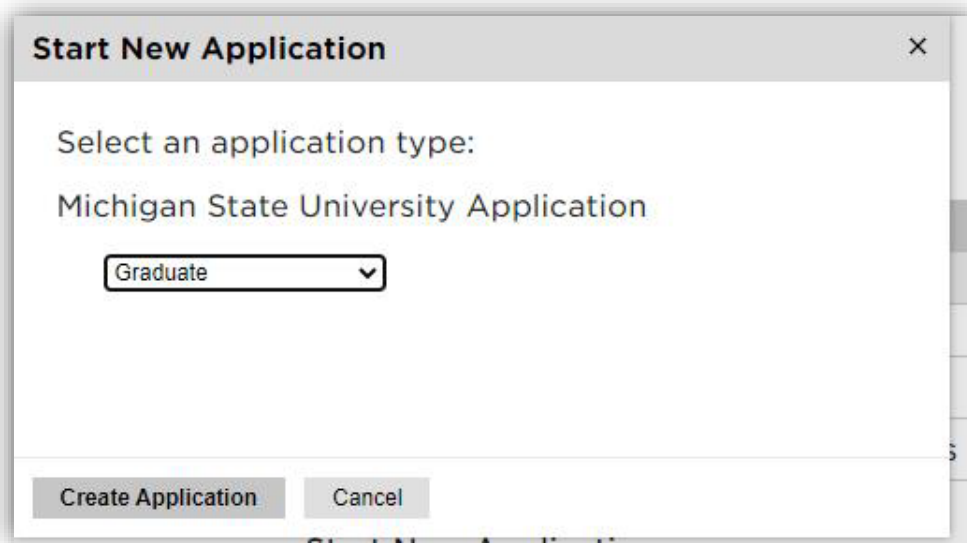 Start New Application
Select an application type:
Michigan State University Application
Graduate
Create Application Cancel